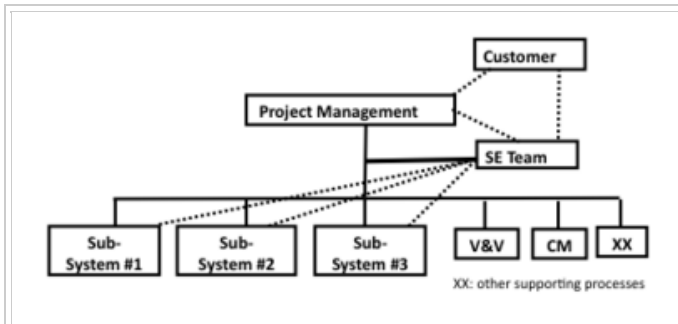 Customer
Project Management
SE Team
Sub-
System #1
Sub-
System #2
Sub-
System #3
V&V
CM
XX
XX: other supporting processes